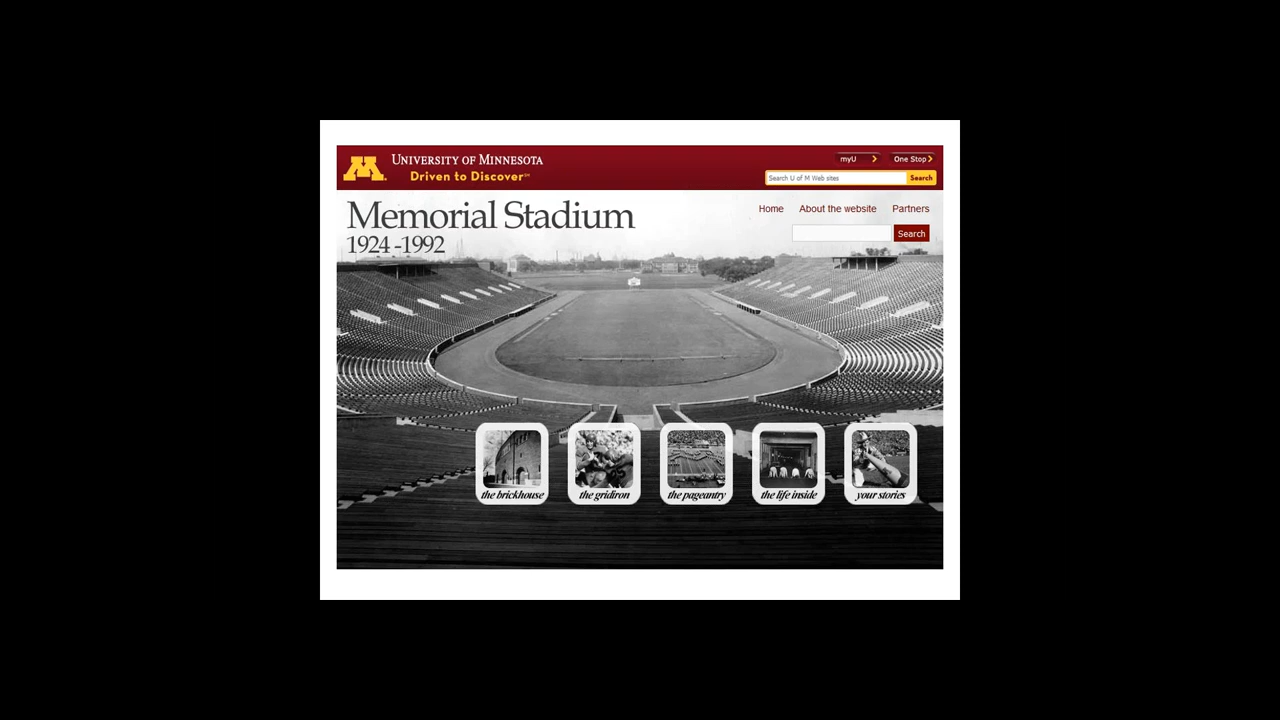 M
UNIVERSITY OF MINNESOTA
Driven to Discover℠
myU
One Stop
Search U of M Web sites
Search
Memorial Stadium
1924 -1992
Home
About the website
Partners
Search
the brickhouse
the gridiron
the pageantry
the life inside
your stories